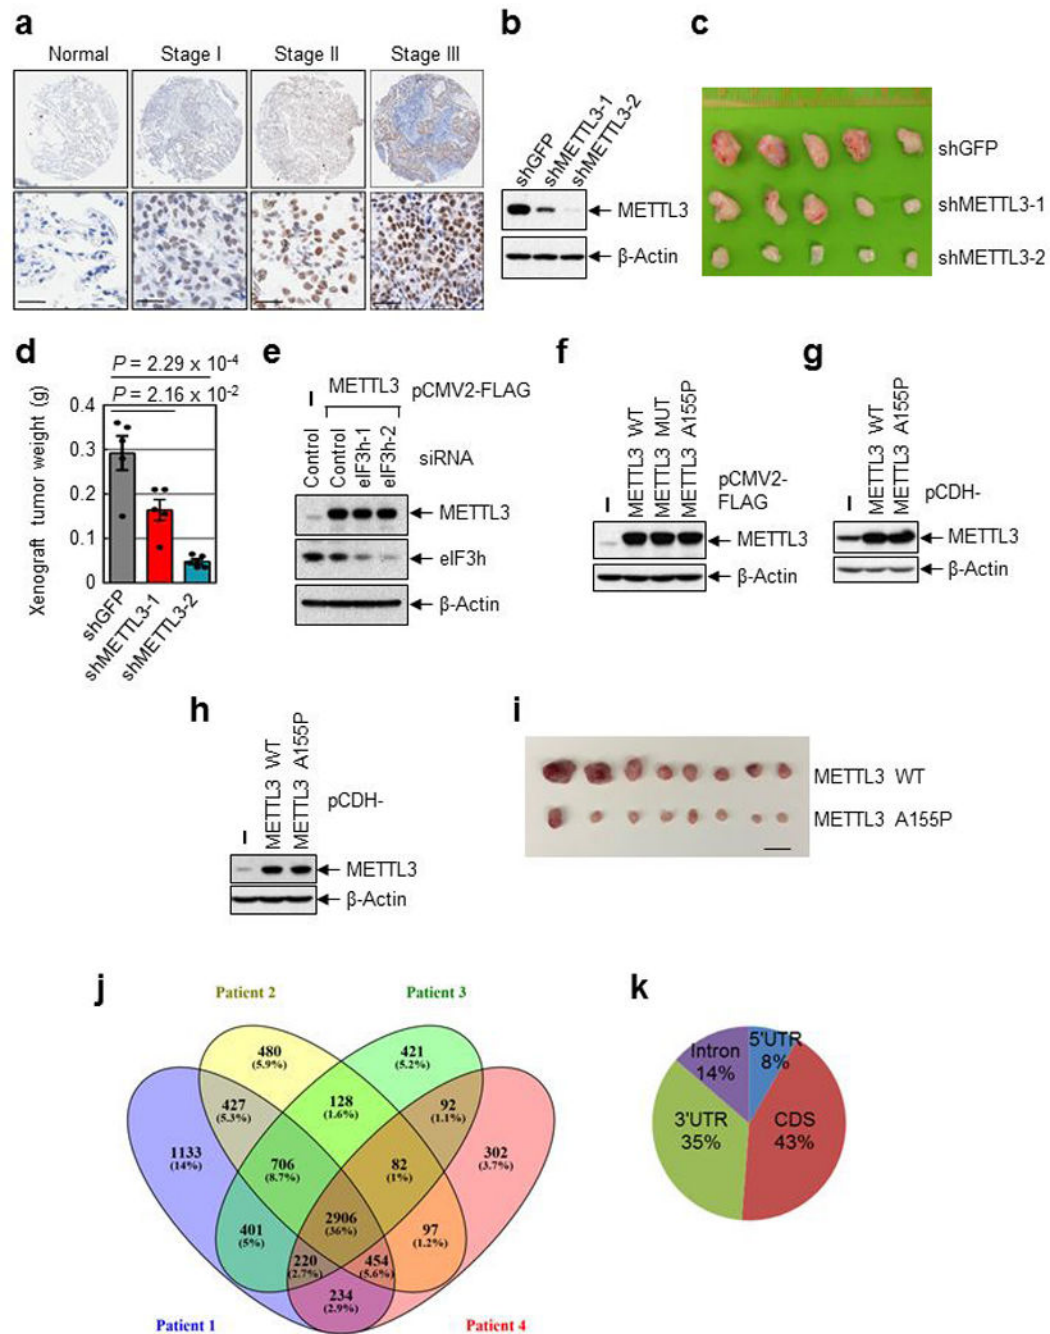 a
Normal
Stage I
Stage II
Stage III
b
shGFP
shMETTL3-1
shMETTL3-2
METTL3
β-Actin
c
shGFP
shMETTL3-1
shMETTL3-2
d
P = 2.29 x 10-4
P = 2.16 x 10-2
Xenograft tumor weight (g)
0.4
0.3
0.2
0.1
0
shGFP
shMETTL3-1
shMETTL3-2
e
METTL3
pCMV2-FLAG
–
Control
Control
eIF3h-1
eIF3h-2
siRNA
METTL3
eIF3h
β-Actin
f
–
METTL3 WT
METTL3 MUT
METTL3 A155P
pCMV2-
FLAG
METTL3
β-Actin
g
–
METTL3 WT
METTL3 A155P
pCDH-
METTL3
β-Actin
h
–
METTL3 WT
METTL3 A155P
pCDH-
METTL3
β-Actin
i
METTL3 WT
METTL3 A155P
j
Patient 2
Patient 3
480
(5.9%)
421
(5.2%)
427
(5.3%)
128
(1.6%)
92
(1.1%)
1133
(14%)
706
(8.7%)
82
(1%)
302
(3.7%)
401
(5%)
2906
(36%)
97
(1.2%)
220
(2.7%)
454
(5.6%)
234
(2.9%)
Patient 1
Patient 4
k
Intron
14%
5'UTR
8%
3'UTR
35%
CDS
43%